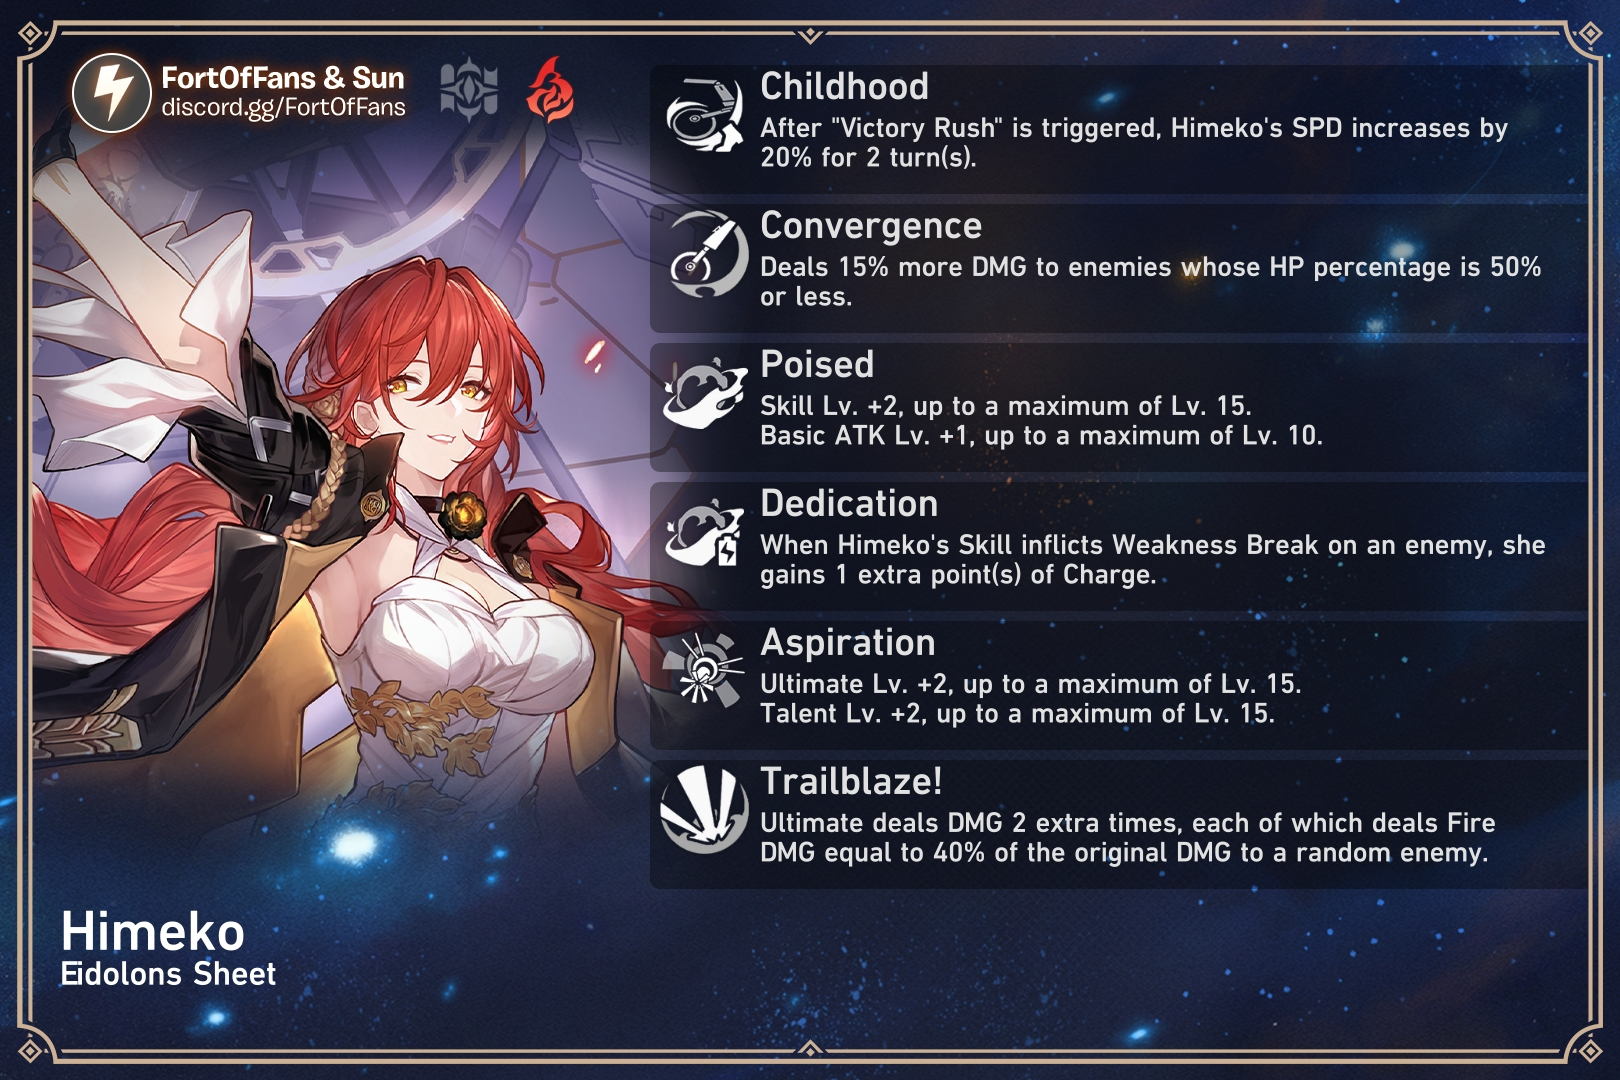 FortOfFans & Sun
discord.gg/FortOfFans
Childhood
After "Victory Rush" is triggered, Himeko's SPD increases by
20% for 2 turn(s).
Convergence
Deals 15% more DMG to enemies whose HP percentage is 50%
or less.
Poised
Skill Lv. +2, up to a maximum of Lv. 15.
Basic ATK Lv. +1, up to a maximum of Lv. 10.
Dedication
When Himeko's Skill inflicts Weakness Break on an enemy, she
gains 1 extra point(s) of Charge.
Aspiration
Ultimate Lv. +2, up to a maximum of Lv. 15.
Talent Lv. +2, up to a maximum of Lv. 15.
Trailblaze!
Ultimate deals DMG 2 extra times, each of which deals Fire
DMG equal to 40% of the original DMG to a random enemy.
Himeko
Eidolons Sheet